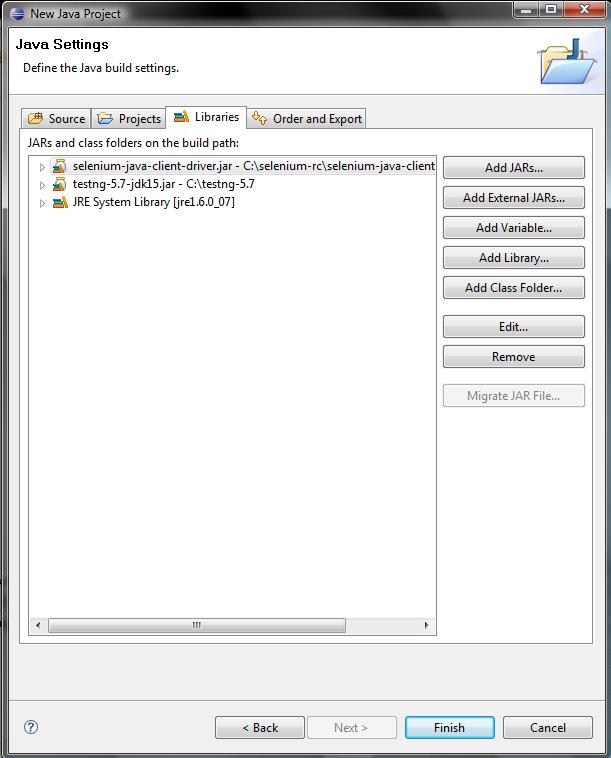 New Java Project
Java Settings
Define the Java build settings.
Source Projects Libraries Order and Export
JARs and class folders on the build path:
selenium-java-client-driver.jar - C:\selenium-rc\selenium-java-client
testng-5.7-jdk15.jar - C:\testng-5.7
JRE System Library [jre1.6.0_07]
Add JARs...
Add External JARs...
Add Variable...
Add Library...
Add Class Folder...
Edit...
Remove
Migrate JAR File...
< Back Next > Finish Cancel